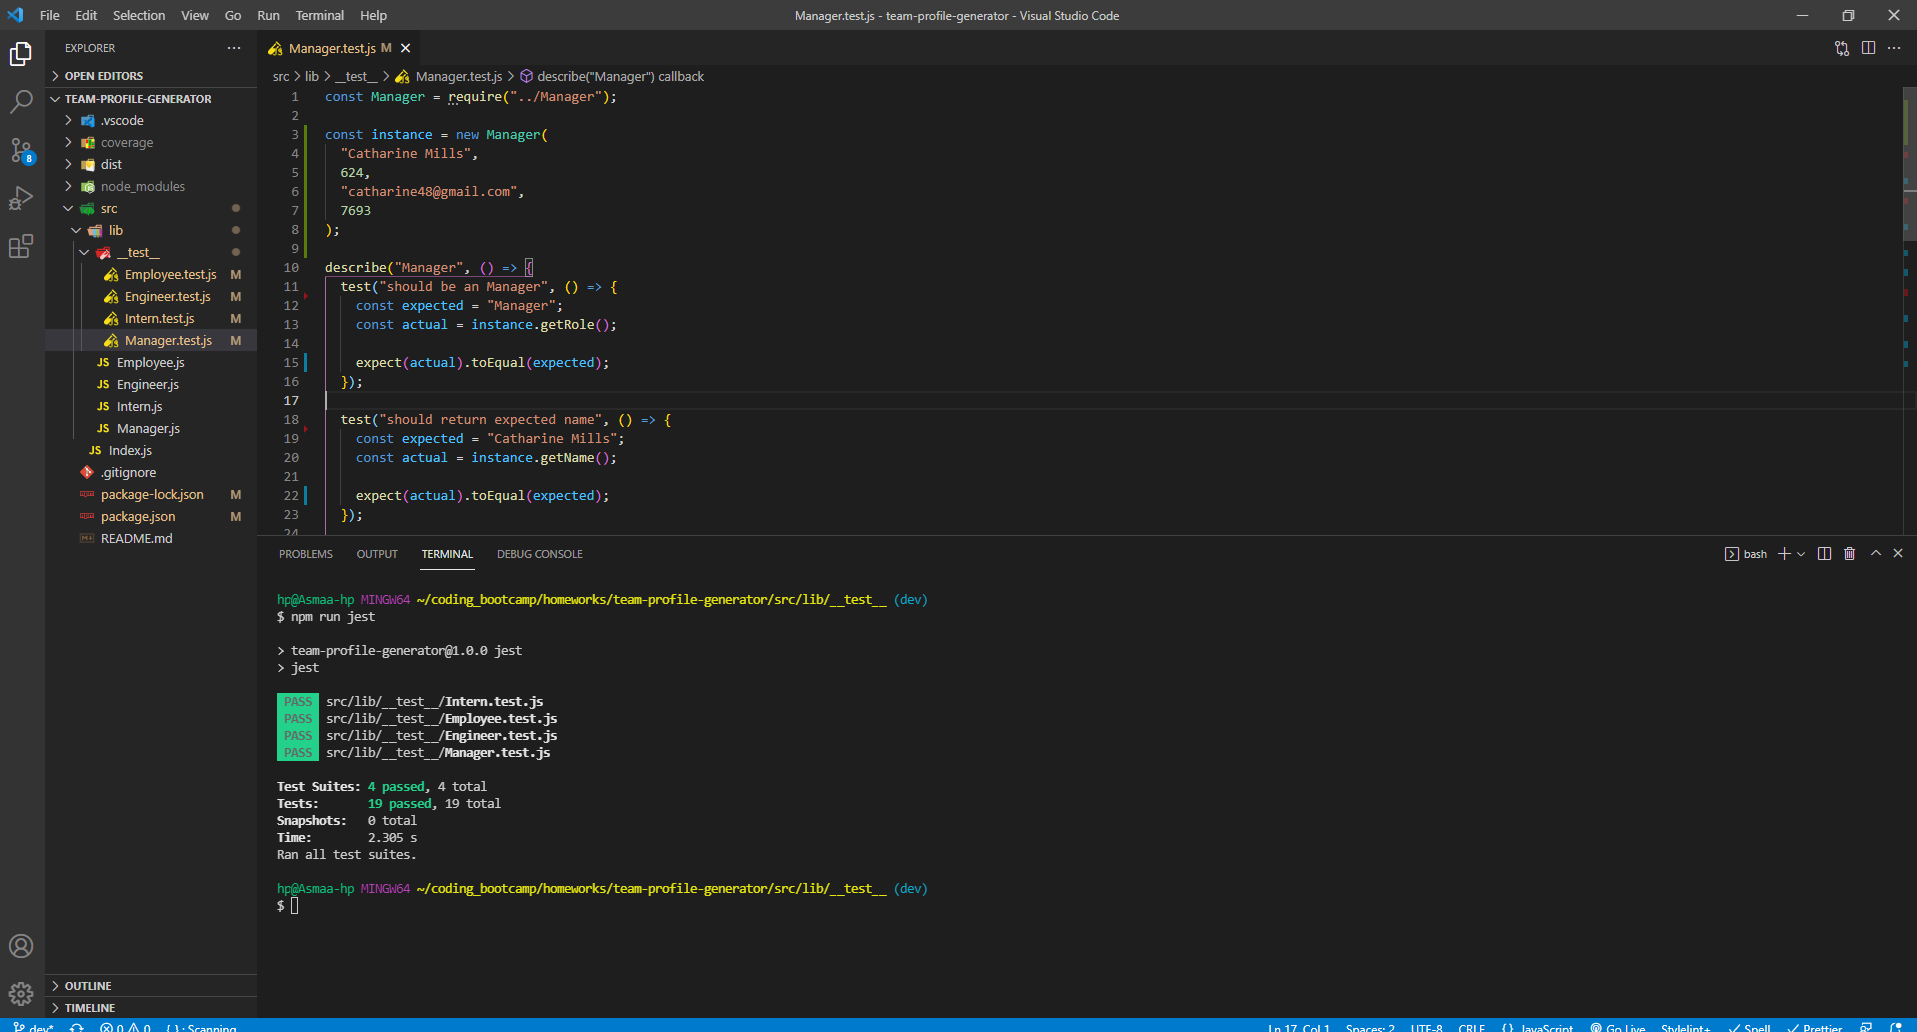 File Edit Selection View Go Run Terminal Help
Manager.test.js - team-profile-generator - Visual Studio Code
EXPLORER
OPEN EDITORS
TEAM-PROFILE-GENERATOR
.vscode
coverage
dist
node_modules
src
lib
__test__
Employee.test.js M
Engineer.test.js M
Intern.test.js M
Manager.test.js M
JS Employee.js
JS Engineer.js
JS Intern.js
JS Manager.js
JS Index.js
.gitignore
package-lock.json M
package.json M
README.md
OUTLINE
TIMELINE
8
Manager.test.js M
src > lib > __test__ > Manager.test.js > describe("Manager") callback
1 const Manager = require("../Manager");
2
3 const instance = new Manager(
4 "Catharine Mills",
5 624,
6 "catharine48@gmail.com",
7 7693
8 );
9
10 describe("Manager", () => {
11 test("should be an Manager", () => {
12 const expected = "Manager";
13 const actual = instance.getRole();
14
15 expect(actual).toEqual(expected);
16 });
17
18 test("should return expected name", () => {
19 const expected = "Catharine Mills";
20 const actual = instance.getName();
21
22 expect(actual).toEqual(expected);
23 });
24
PROBLEMS OUTPUT TERMINAL DEBUG CONSOLE
bash
hp@Asmaa-hp MINGW64 ~/coding_bootcamp/homeworks/team-profile-generator/src/lib/__test__ (dev)
$ npm run jest
> team-profile-generator@1.0.0 jest
> jest
PASS src/lib/__test__/Intern.test.js
PASS src/lib/__test__/Employee.test.js
PASS src/lib/__test__/Engineer.test.js
PASS src/lib/__test__/Manager.test.js
Test Suites: 4 passed, 4 total
Tests: 19 passed, 19 total
Snapshots: 0 total
Time: 2.305 s
Ran all test suites.
hp@Asmaa-hp MINGW64 ~/coding_bootcamp/homeworks/team-profile-generator/src/lib/__test__ (dev)
$
dev* 0 0 { } : Scanning Ln 17, Col 1 Spaces: 2 UTF-8 CRLF {} JavaScript Go Live Stylelint+ Spell Prettier